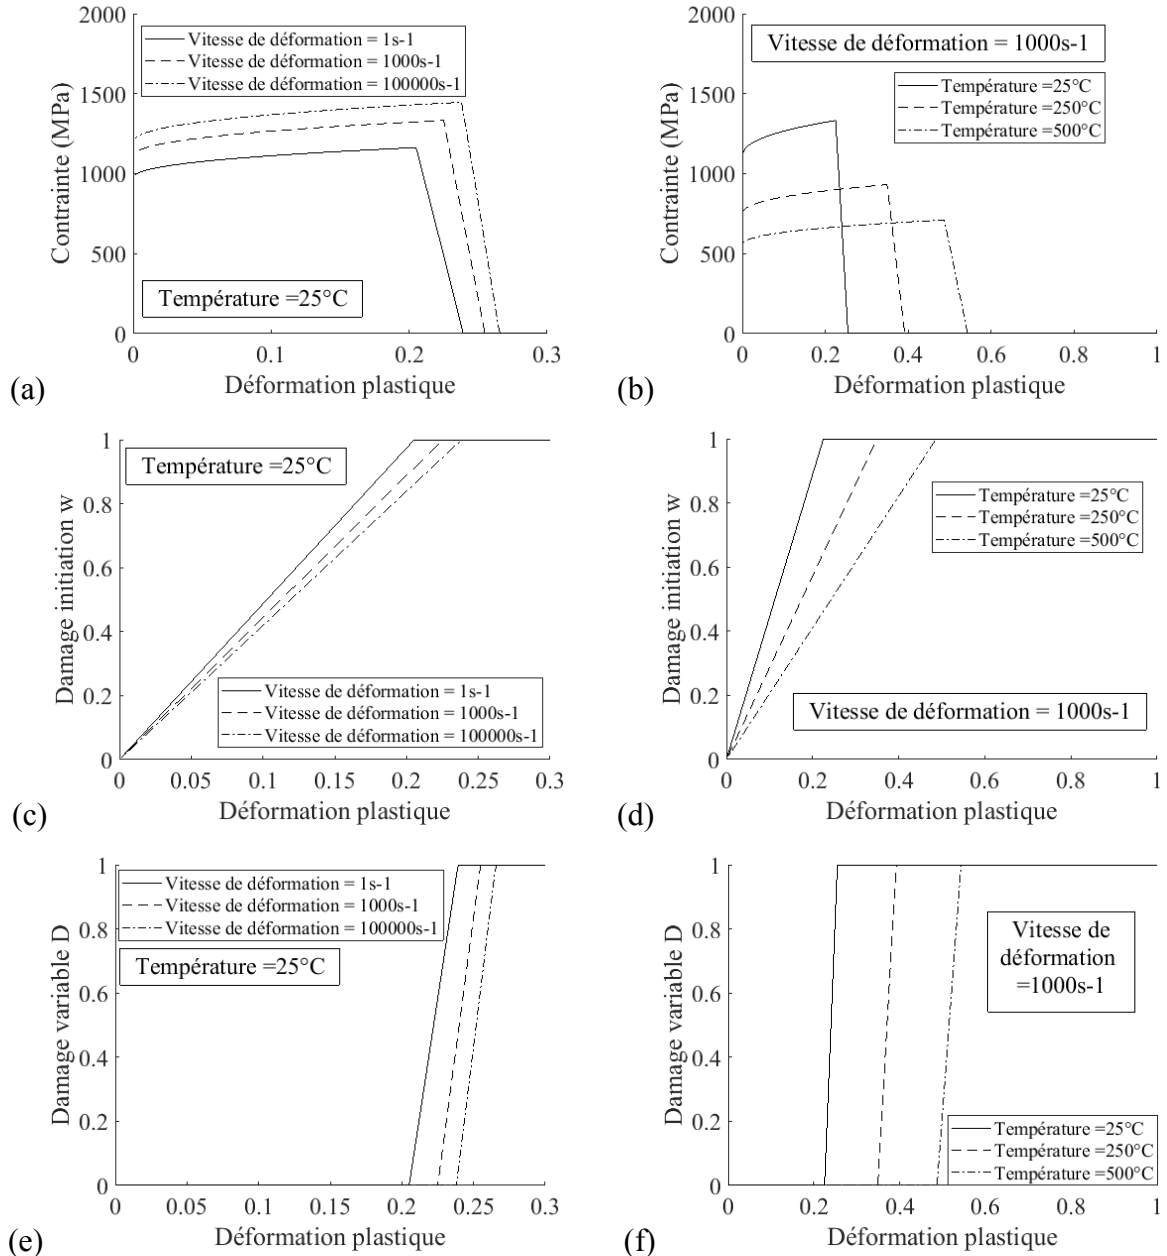 2000
1500
1000
500
0
Contrainte (MPa)
Vitesse de déformation = 1s-1
Vitesse de déformation = 1000s-1
Vitesse de déformation = 100000s-1
Température =25°C
0
0.1
0.2
0.3
Déformation plastique
(a)
2000
1500
1000
500
0
Contrainte (MPa)
Vitesse de déformation = 1000s-1
Température =25°C
Température =250°C
Température =500°C
0
0.2
0.4
0.6
0.8
1
Déformation plastique
(b)
1
0.8
0.6
0.4
0.2
0
Damage initiation w
Température =25°C
Vitesse de déformation = 1s-1
Vitesse de déformation = 1000s-1
Vitesse de déformation = 100000s-1
0
0.05
0.1
0.15
0.2
0.25
0.3
Déformation plastique
(c)
1
0.8
0.6
0.4
0.2
0
Damage initiation w
Température =25°C
Température =250°C
Température =500°C
Vitesse de déformation = 1000s-1
0
0.2
0.4
0.6
0.8
1
Déformation plastique
(d)
1
0.8
0.6
0.4
0.2
0
Damage variable D
Vitesse de déformation = 1s-1
Vitesse de déformation = 1000s-1
Vitesse de déformation = 100000s-1
Température =25°C
0
0.05
0.1
0.15
0.2
0.25
0.3
Déformation plastique
(e)
1
0.8
0.6
0.4
0.2
0
Damage variable D
Vitesse de
déformation
=1000s-1
Température =25°C
Température =250°C
Température =500°C
0
0.2
0.4
0.6
0.8
1
Déformation plastique
(f)